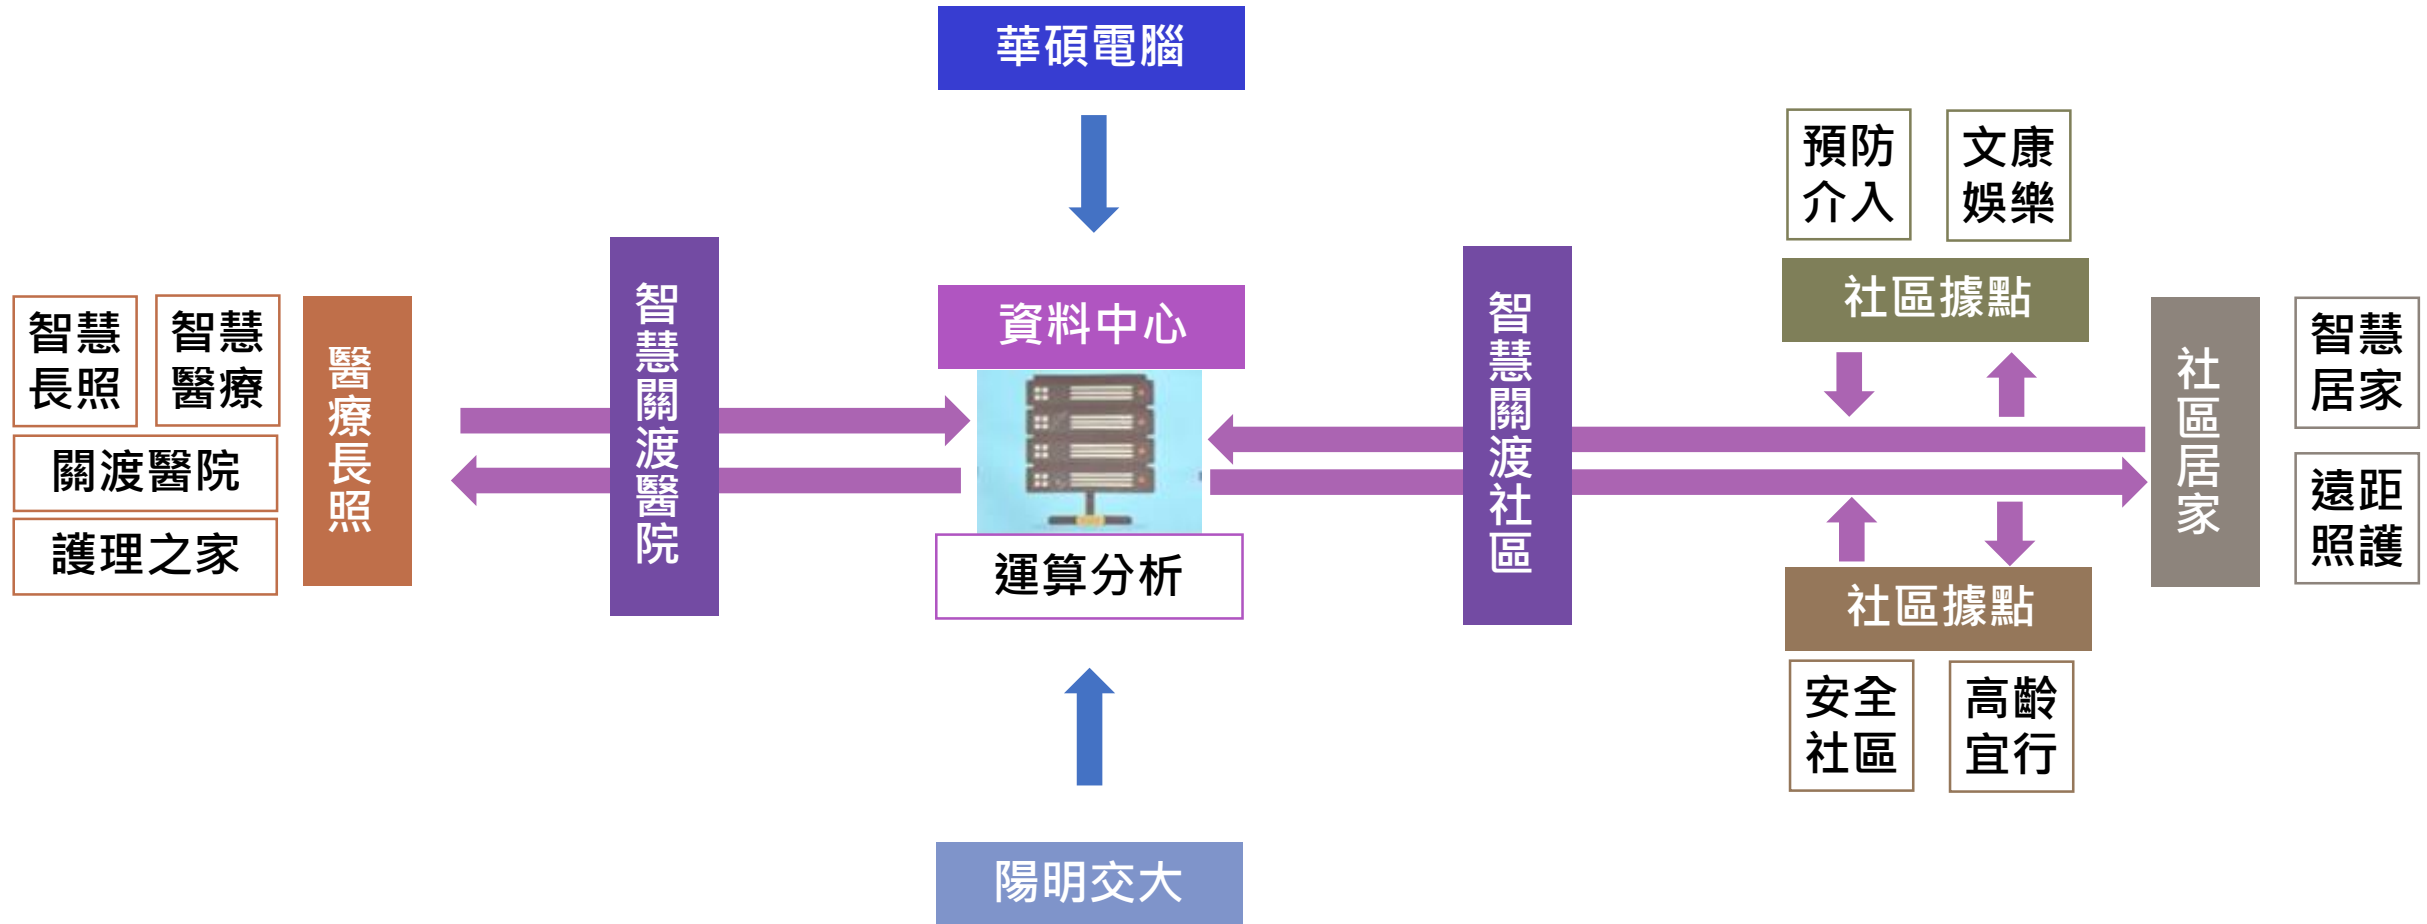 華碩電腦
預防
介入
文康
娛樂
智慧
長照
智慧
醫療
關渡醫院
護理之家
醫療長照
智慧關渡醫院
資料中心
運算分析
智慧關渡社區
社區據點
社區據點
安全
社區
高齡
宜行
社區居家
智慧
居家
遠距
照護
陽明交大